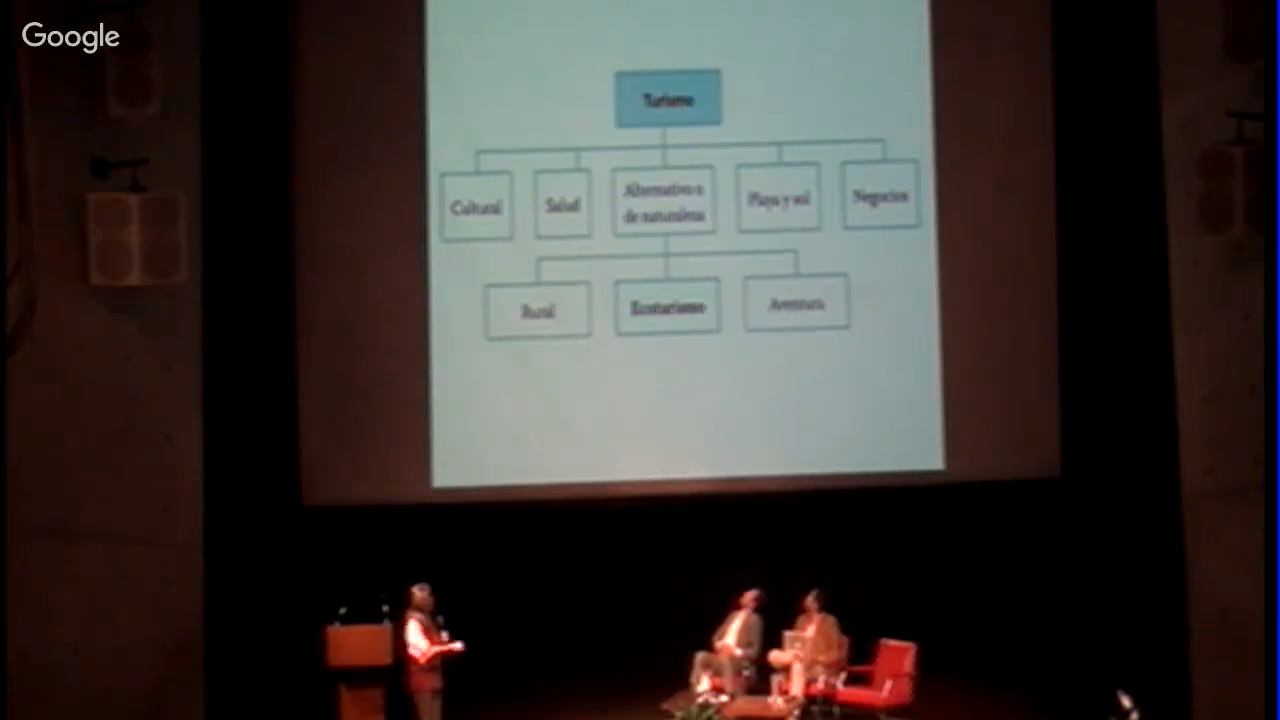 Google
Turismo
Cultural
Salud
Alternativo o
de naturaleza
Playa y sol
Negocios
Rural
Ecoturismo
Aventura